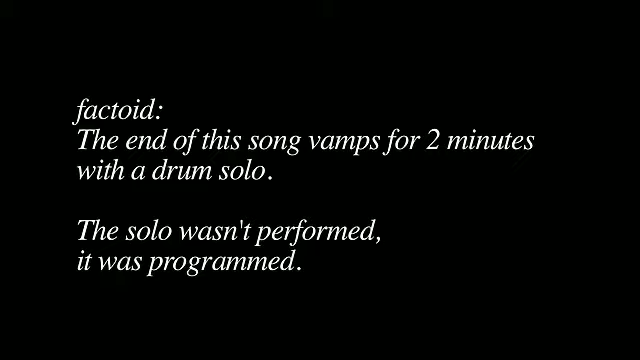 factoid:
The end of this song vamps for 2 minutes
with a drum solo.
The solo wasn't performed,
it was programmed.